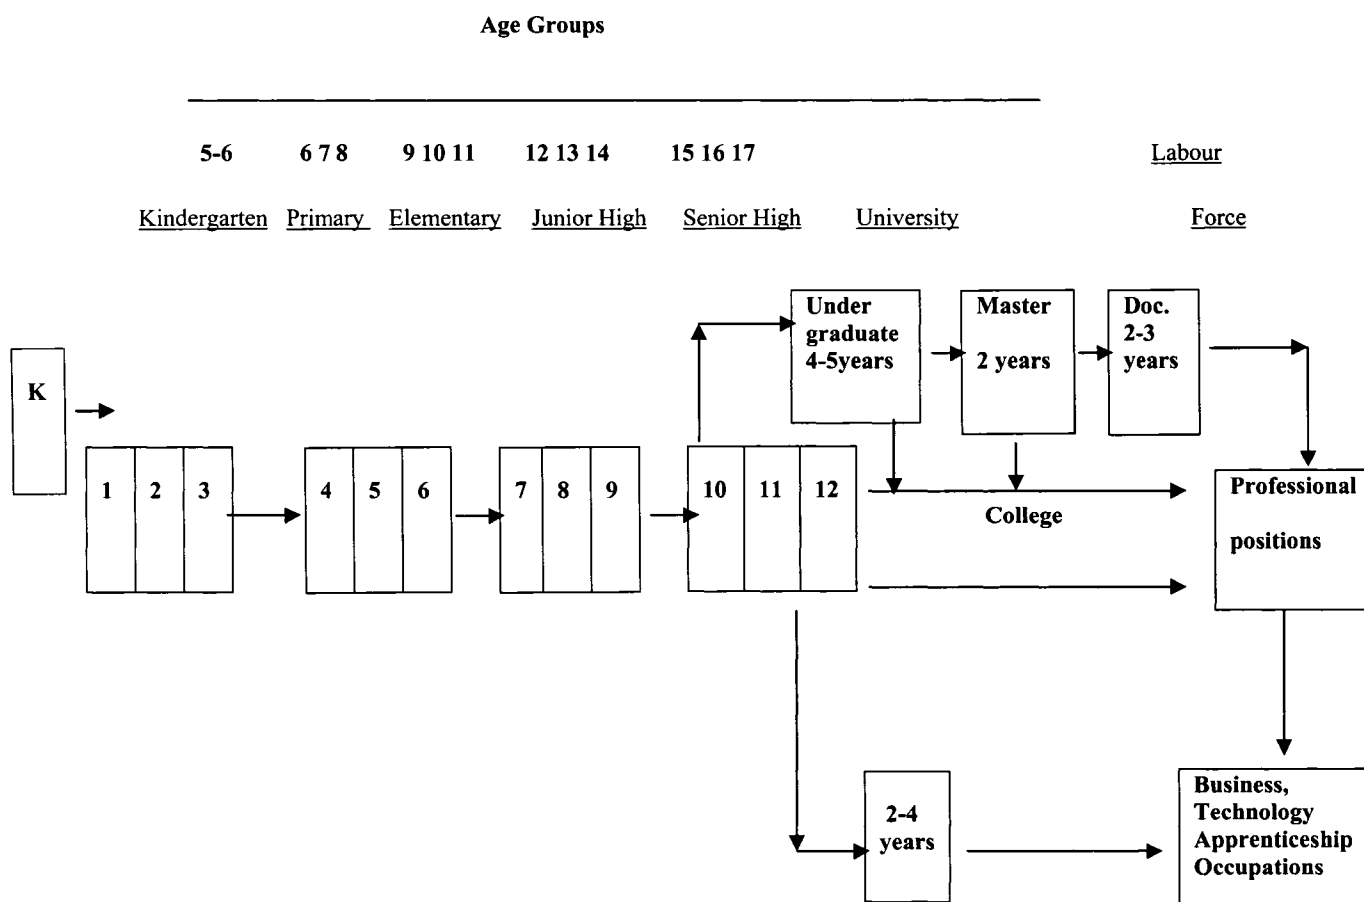 Age Groups
5-6 6 7 8 9 10 11 12 13 14 15 16 17 Labour
Kindergarten Primary Elementary Junior High Senior High University Force
Under
graduate
4-5years
Master
2 years
Doc.
2-3
years
K
1 2 3 4 5 6 7 8 9 10 11 12
College
Professional
positions
2-4
years
Business,
Technology
Apprenticeship
Occupations